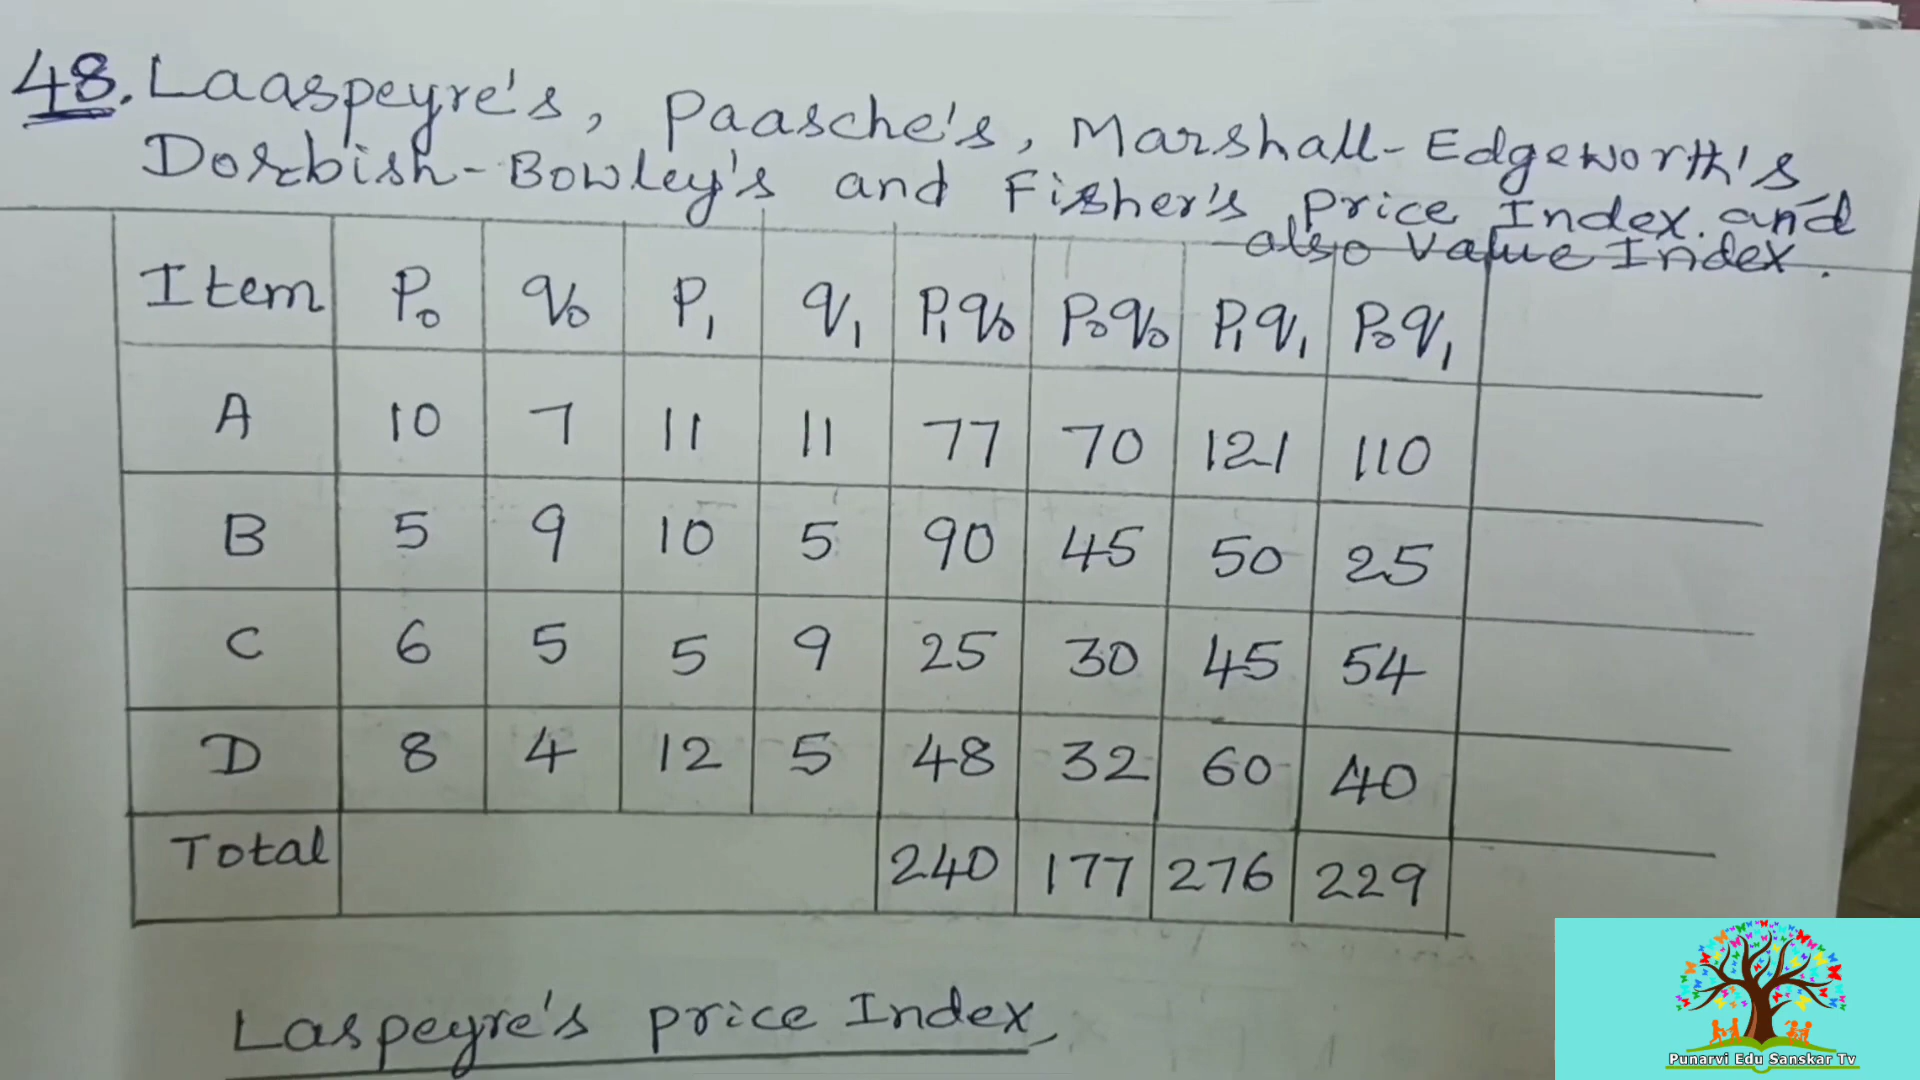 48. Laaspeyre's, Paasche's, Marshall-Edgeworth's,
Dorbish-Bowley's and Fisher's Price Index. and
also Value Index.
Item P0 q0 P1 q1 P1q0 P0q0 P1q1 P0q1
A 10 7 11 11 77 70 121 110
B 5 9 10 5 90 45 50 25
C 6 5 5 9 25 30 45 54
D 8 4 12 5 48 32 60 40
Total 240 177 276 229
Laspeyre's price Index
Punarvi Edu Sanskar Tv